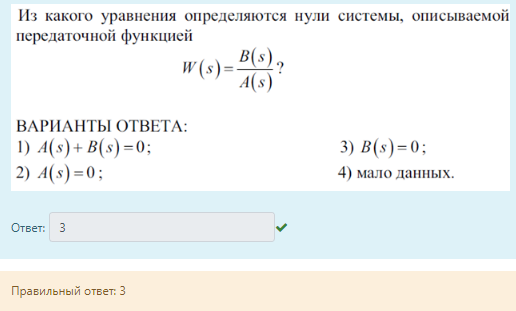 Из какого уравнения определяются нули системы, описываемой
передаточной функцией
W(s) = B(s)/A(s) ?
ВАРИАНТЫ ОТВЕТА:
1) A(s)+B(s)=0; 3) B(s)=0;
2) A(s)=0; 4) мало данных.
Ответ: 3
Правильный ответ: 3